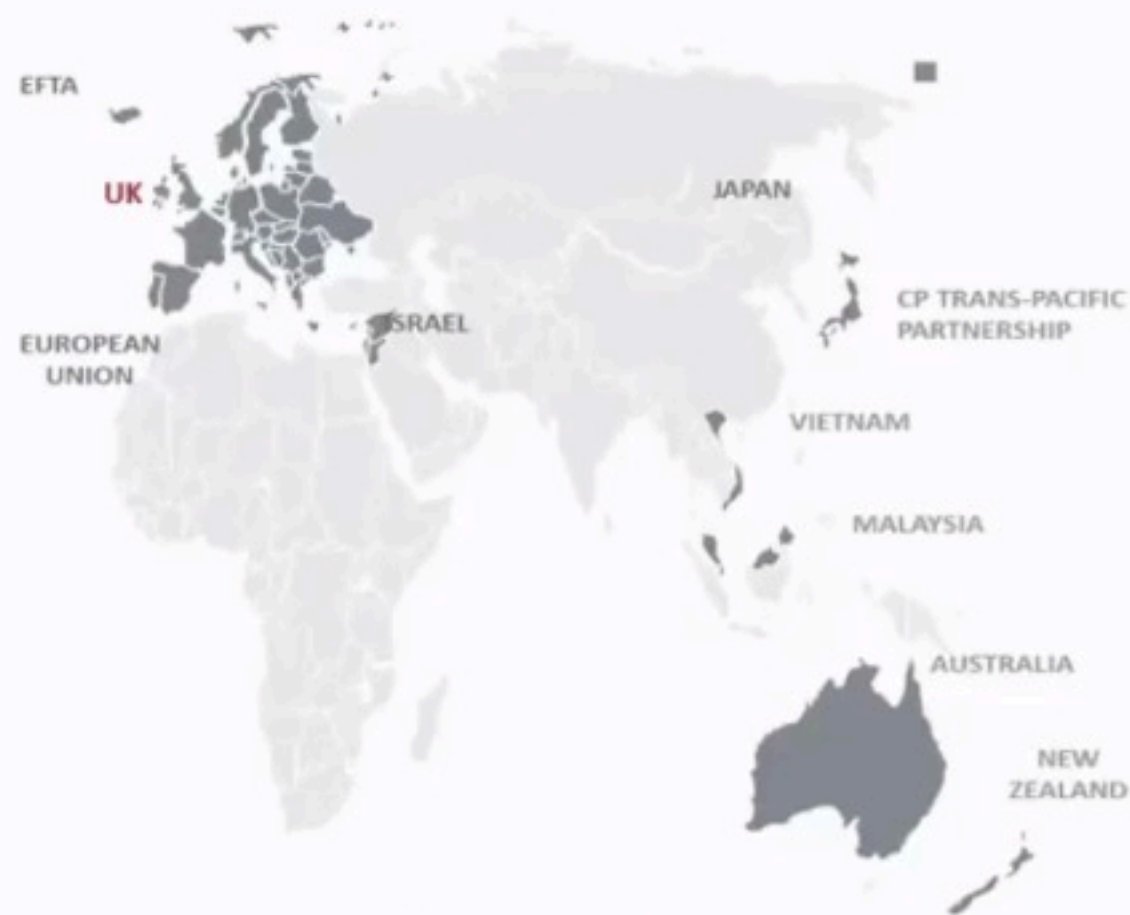 EFTA
UK
JAPAN
CP TRANS-PACIFIC
PARTNERSHIP
ISRAEL
EUROPEAN
UNION
VIETNAM
MALAYSIA
AUSTRALIA
NEW
ZEALAND